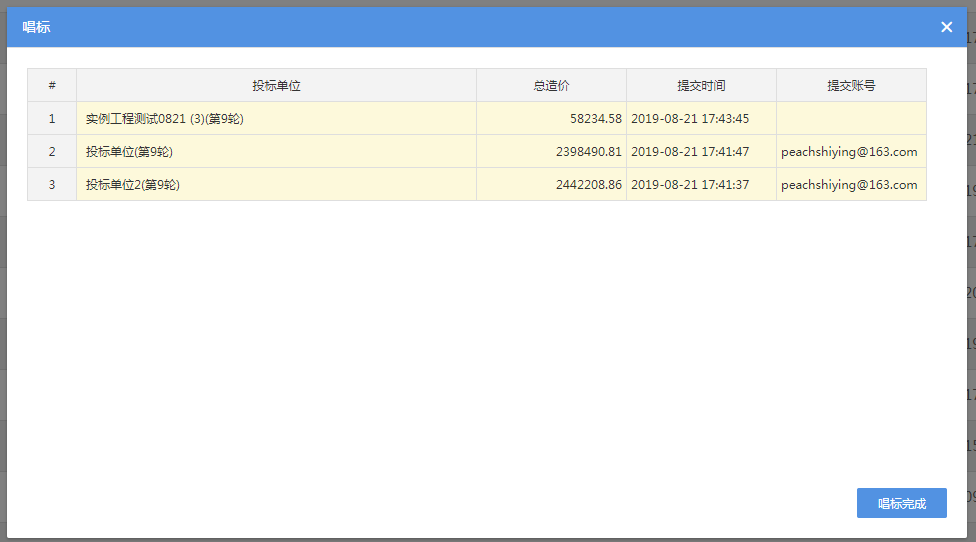 唱标
# 投标单位 总造价 提交时间 提交账号
1 实例工程测试0821 (3)(第9轮) 58234.58 2019-08-21 17:43:45
2 投标单位(第9轮) 2398490.81 2019-08-21 17:41:47 peachshiying@163.com
3 投标单位2(第9轮) 2442208.86 2019-08-21 17:41:37 peachshiying@163.com
唱标完成